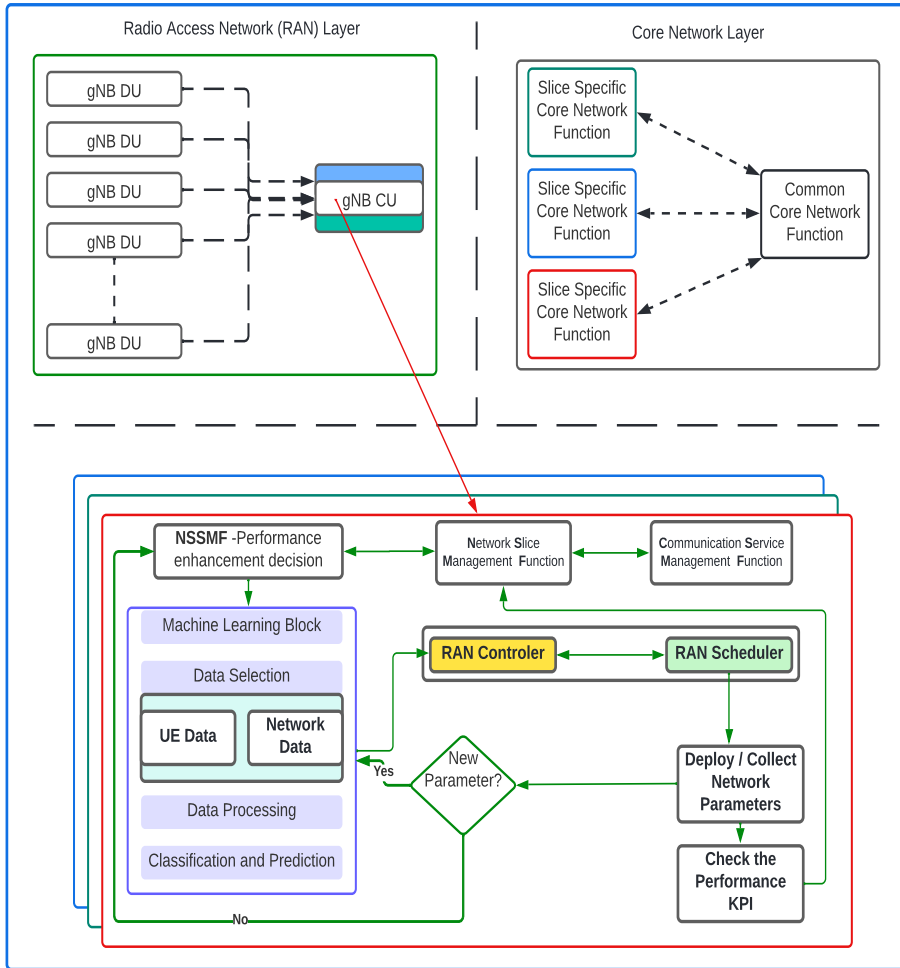 Radio Access Network (RAN) Layer
Core Network Layer
gNB DU
gNB DU
gNB DU
gNB DU
gNB DU
gNB CU
Slice Specific
Core Network
Function
Slice Specific
Core Network
Function
Slice Specific
Core Network
Function
Common
Core Network
Function
NSSMF -Performance
enhancement decision
Network Slice
Management Function
Communication Service
Management Function
Machine Learning Block
Data Selection
UE Data
Network
Data
Data Processing
Classification and Prediction
RAN Controler
RAN Scheduler
New
Parameter?
Yes
No
Deploy / Collect
Network
Parameters
Check the
Performance
KPI